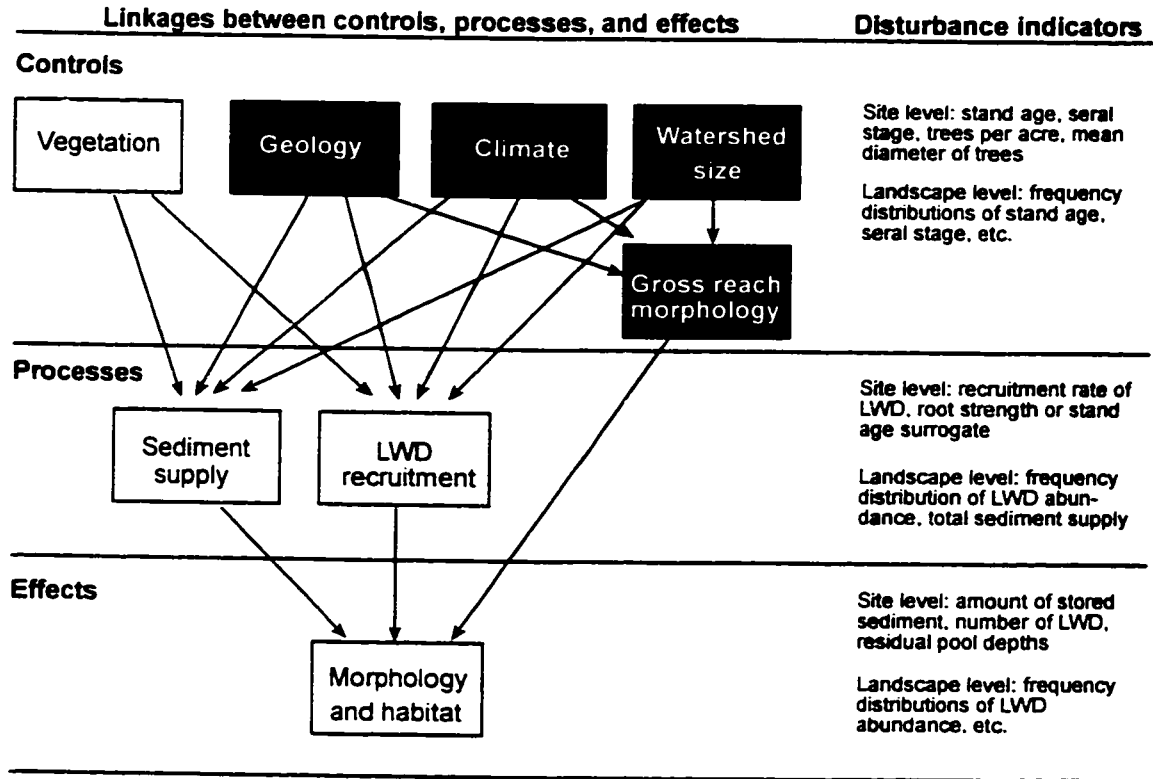 Linkages between controls, processes, and effects
Disturbance indicators
Controls
Vegetation
Geology
Climate
Watershed
size
Gross reach
morphology
Site level: stand age, seral
stage, trees per acre, mean
diameter of trees
Landscape level: frequency
distributions of stand age,
seral stage, etc.
Processes
Sediment
supply
LWD
recruitment
Site level: recruitment rate of
LWD, root strength or stand
age surrogate
Landscape level: frequency
distribution of LWD abun-
dance, total sediment supply
Effects
Morphology
and habitat
Site level: amount of stored
sediment, number of LWD,
residual pool depths
Landscape level: frequency
distributions of LWD
abundance, etc.